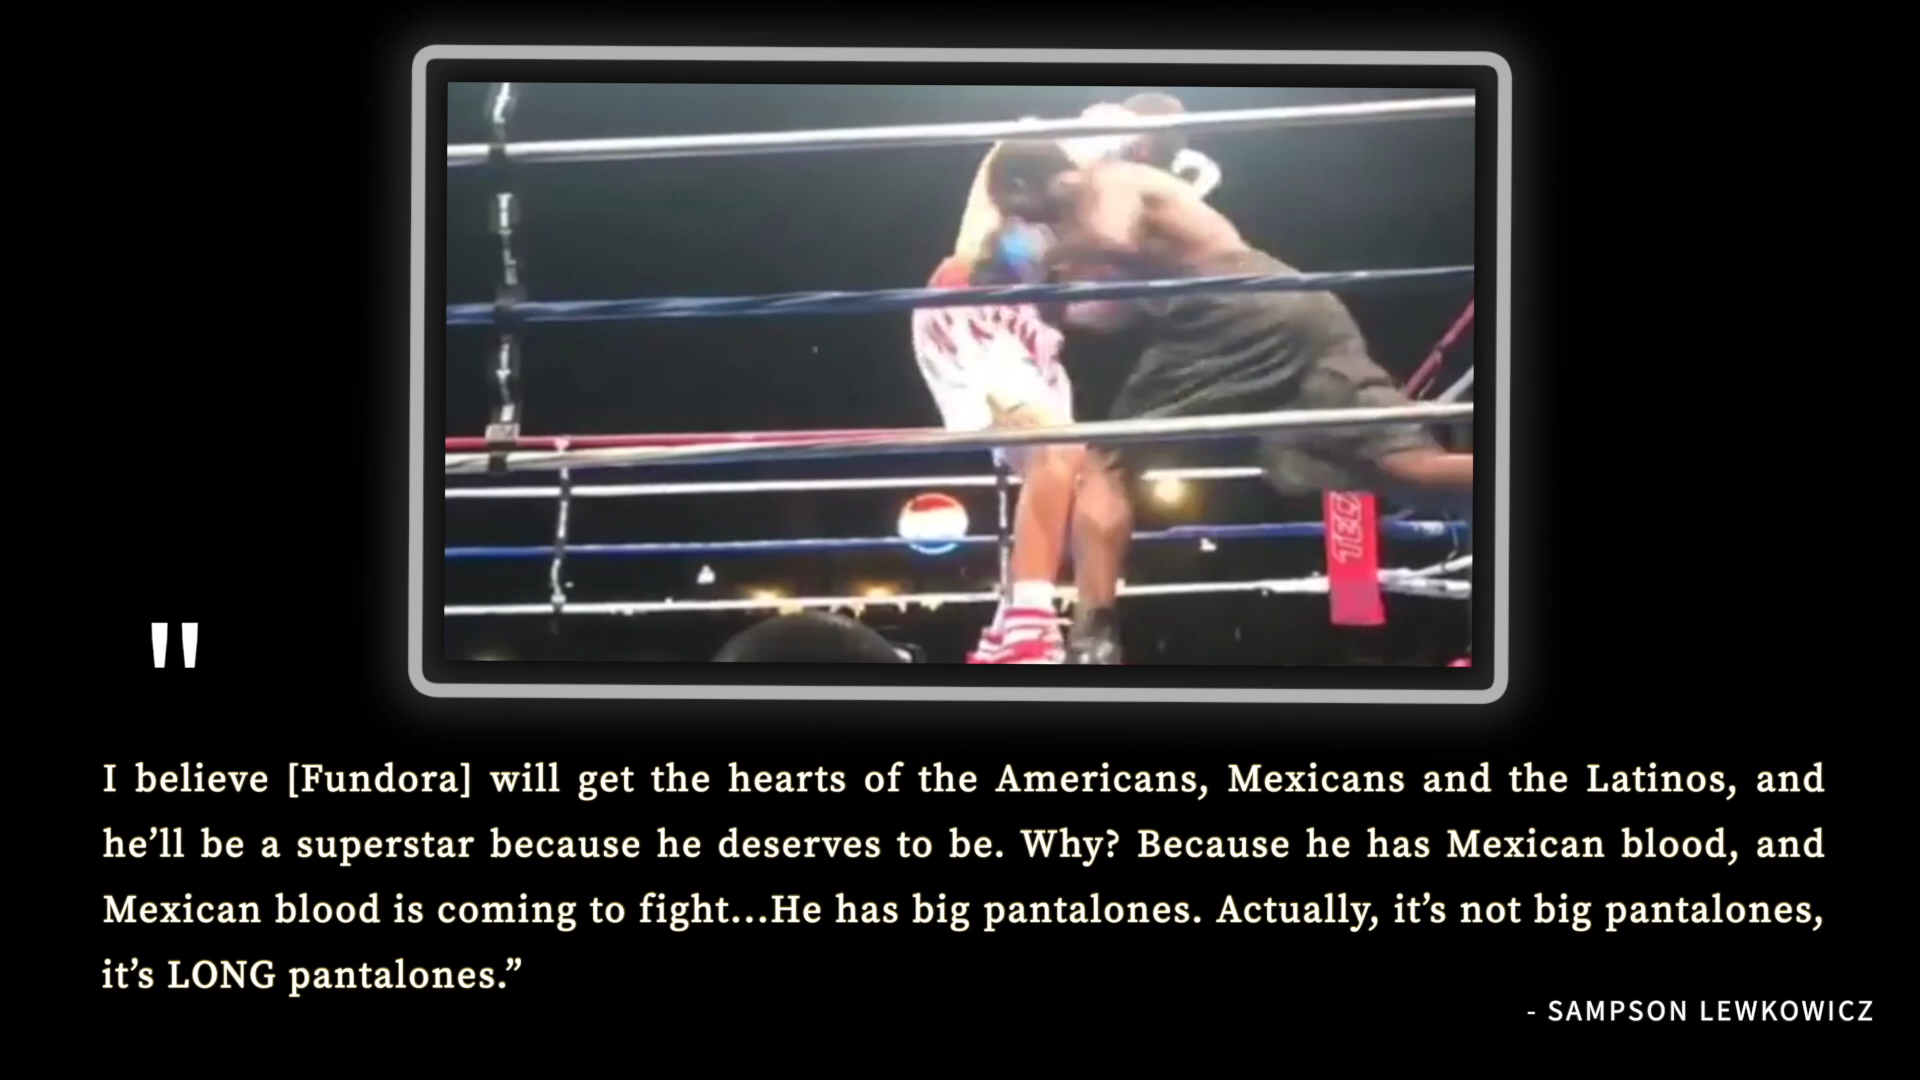 TECA
"
I believe [Fundora] will get the hearts of the Americans, Mexicans and the Latinos, and
he’ll be a superstar because he deserves to be. Why? Because he has Mexican blood, and
Mexican blood is coming to fight...He has big pantalones. Actually, it’s not big pantalones,
it’s LONG pantalones.”
- SAMPSON LEWKOWICZ